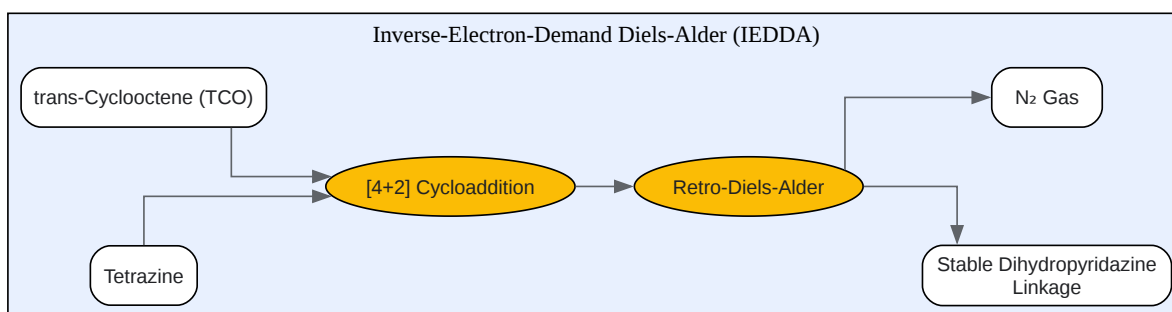 Inverse-Electron-Demand Diels-Alder (IEDDA)
trans-Cyclooctene (TCO)
N₂ Gas
[4+2] Cycloaddition
Retro-Diels-Alder
Tetrazine
Stable Dihydropyridazine
Linkage